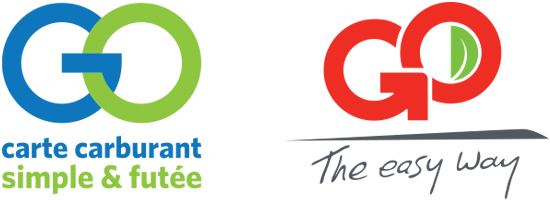 GO
carte carburant
simple & futée
GO
The easy way